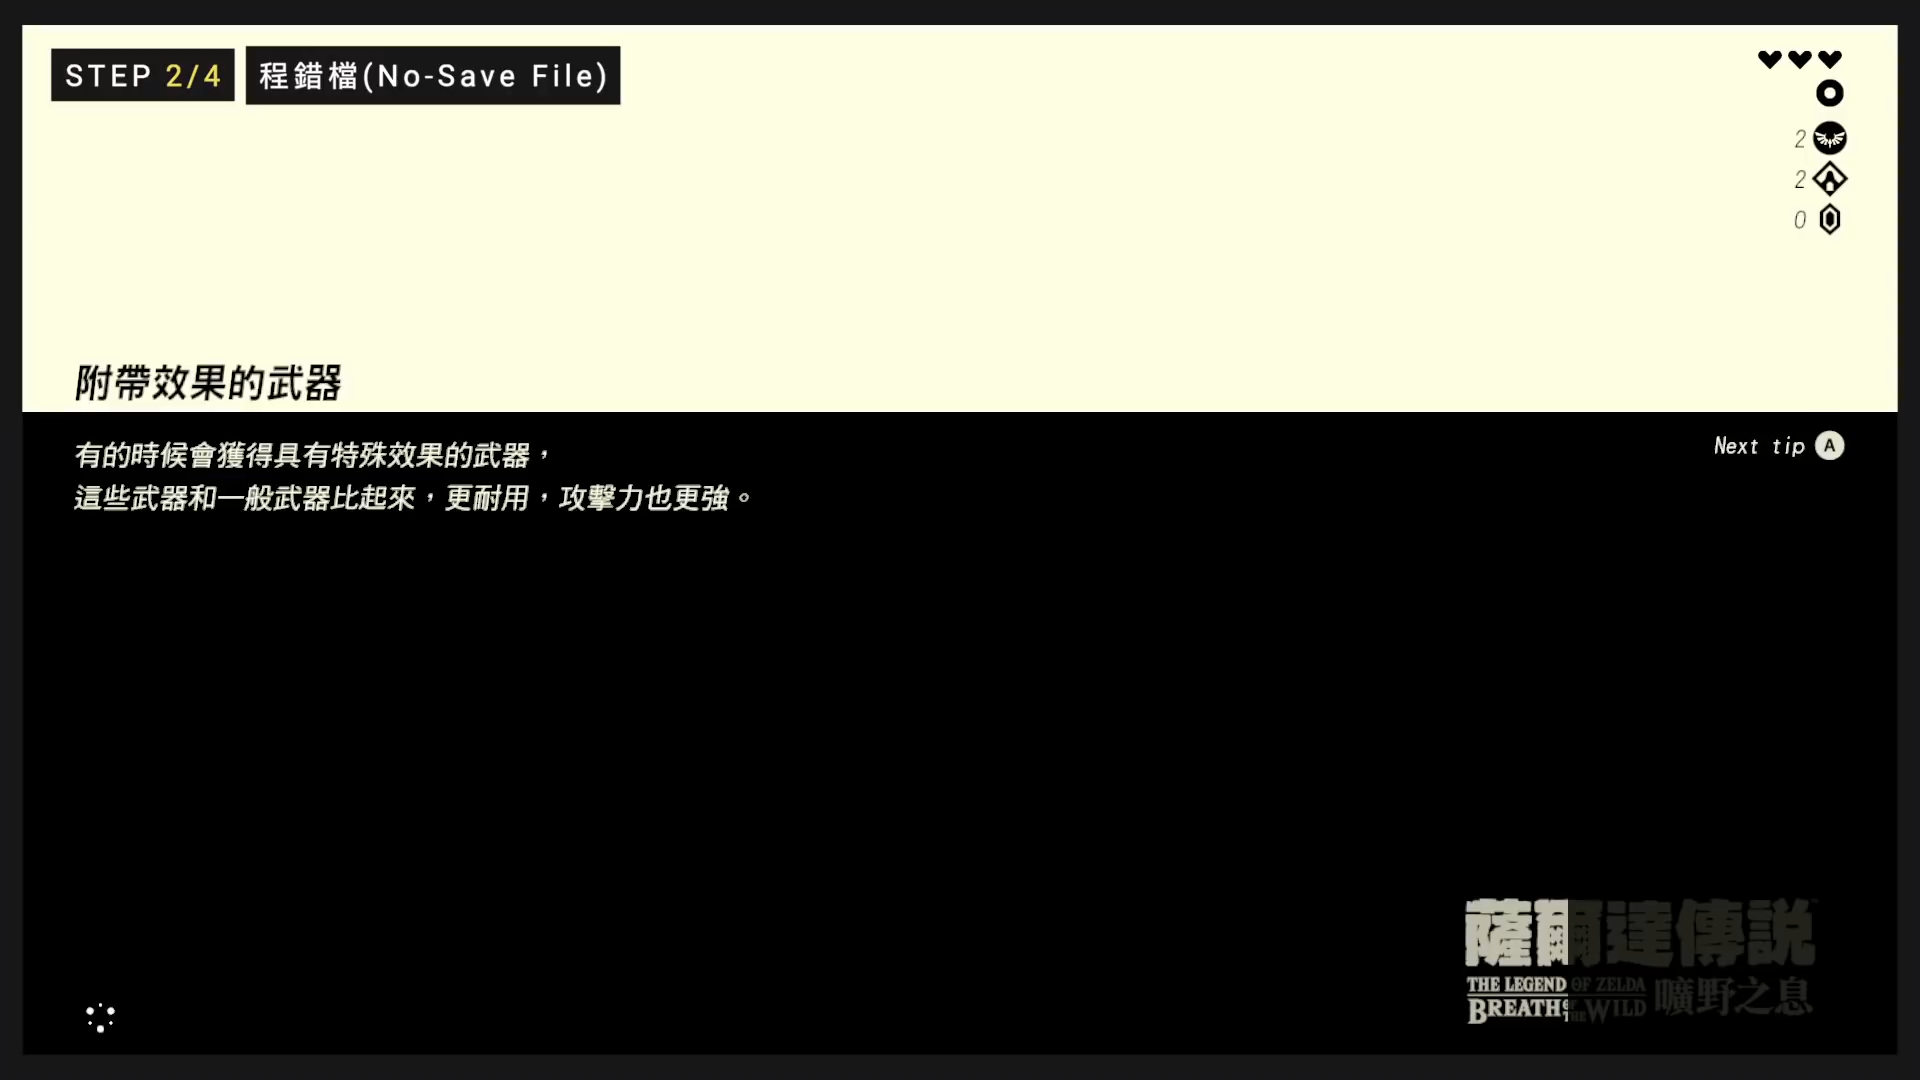 STEP 2/4 程錯檔(No-Save File)
2
2
0
附帶效果的武器
有的時候會獲得具有特殊效果的武器，
這些武器和一般武器比起來，更耐用，攻擊力也更強。
Next tip A
薩爾達傳説
THE LEGEND OF ZELDA
BREATH OF THE WILD 曠野之息